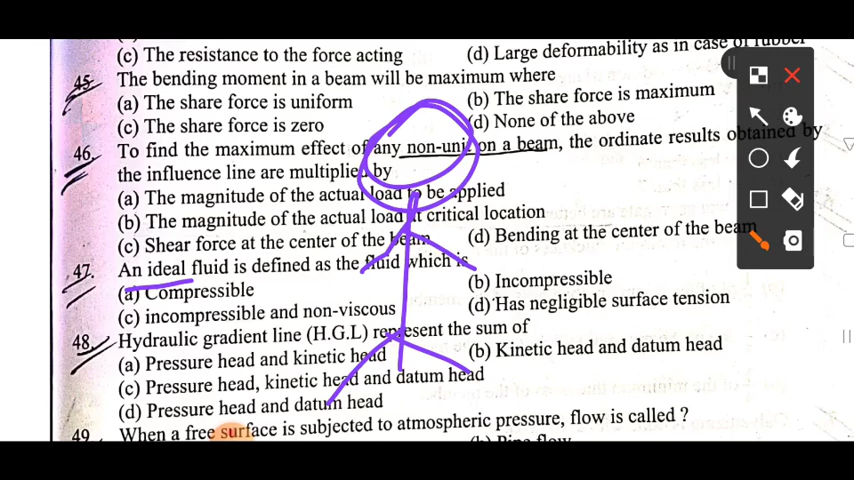 (c) The resistance to the force acting (d) Large deformability as in case of rubber
45. The bending moment in a beam will be maximum where
(a) The share force is uniform (b) The share force is maximum
(c) The share force is zero (d) None of the above
46. To find the maximum effect of any non-unit on a beam, the ordinate results obtained by
the influence line are multiplied by
(a) The magnitude of the actual load to be applied
(b) The magnitude of the actual load at critical location
(c) Shear force at the center of the beam (d) Bending at the center of the beam
47. An ideal fluid is defined as the fluid which is
(a) Compressible (b) Incompressible
(c) incompressible and non-viscous (d) Has negligible surface tension
48. Hydraulic gradient line (H.G.L) represent the sum of
(a) Pressure head and kinetic head (b) Kinetic head and datum head
(c) Pressure head, kinetic head and datum head
(d) Pressure head and datum head
49. When a free surface is subjected to atmospheric pressure, flow is called ?
(b) Pipe flow